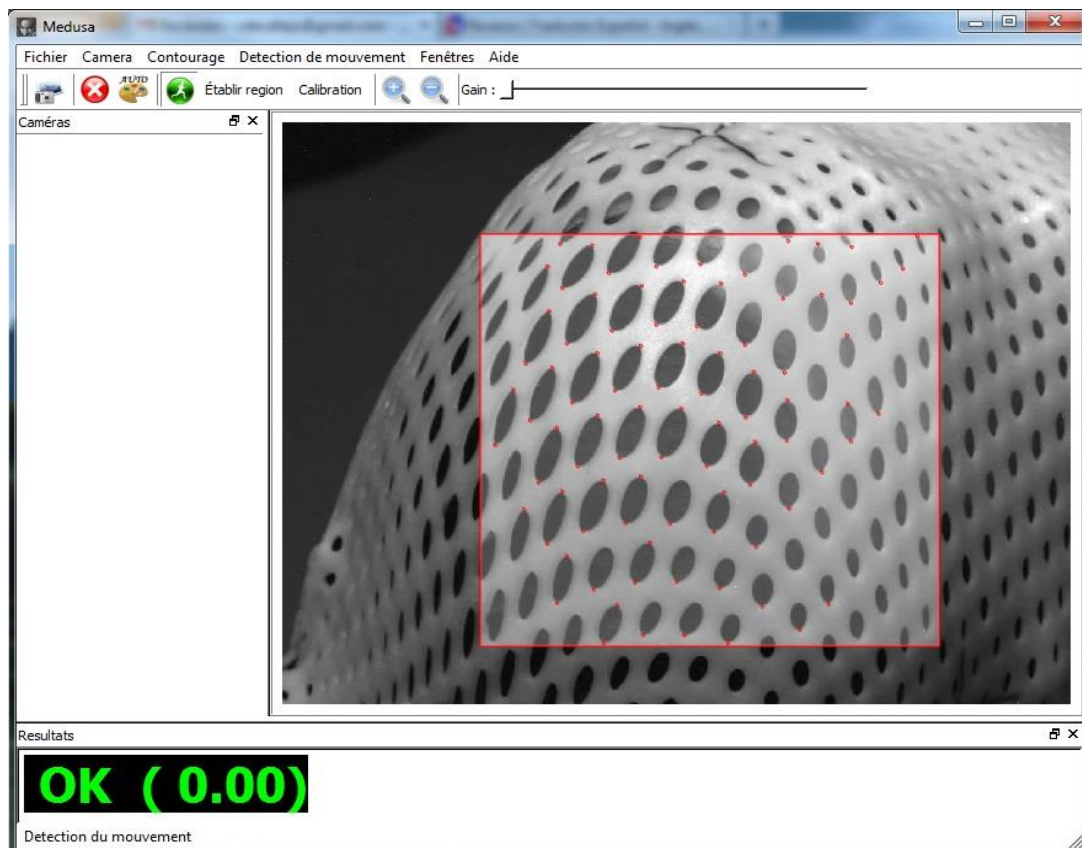 Medusa
Fichier Camera Contourage Detection de mouvement Fenêtres Aide
AUTO Établir region Calibration Gain :
Caméras
Resultats
OK ( 0.00)
Detection du mouvement